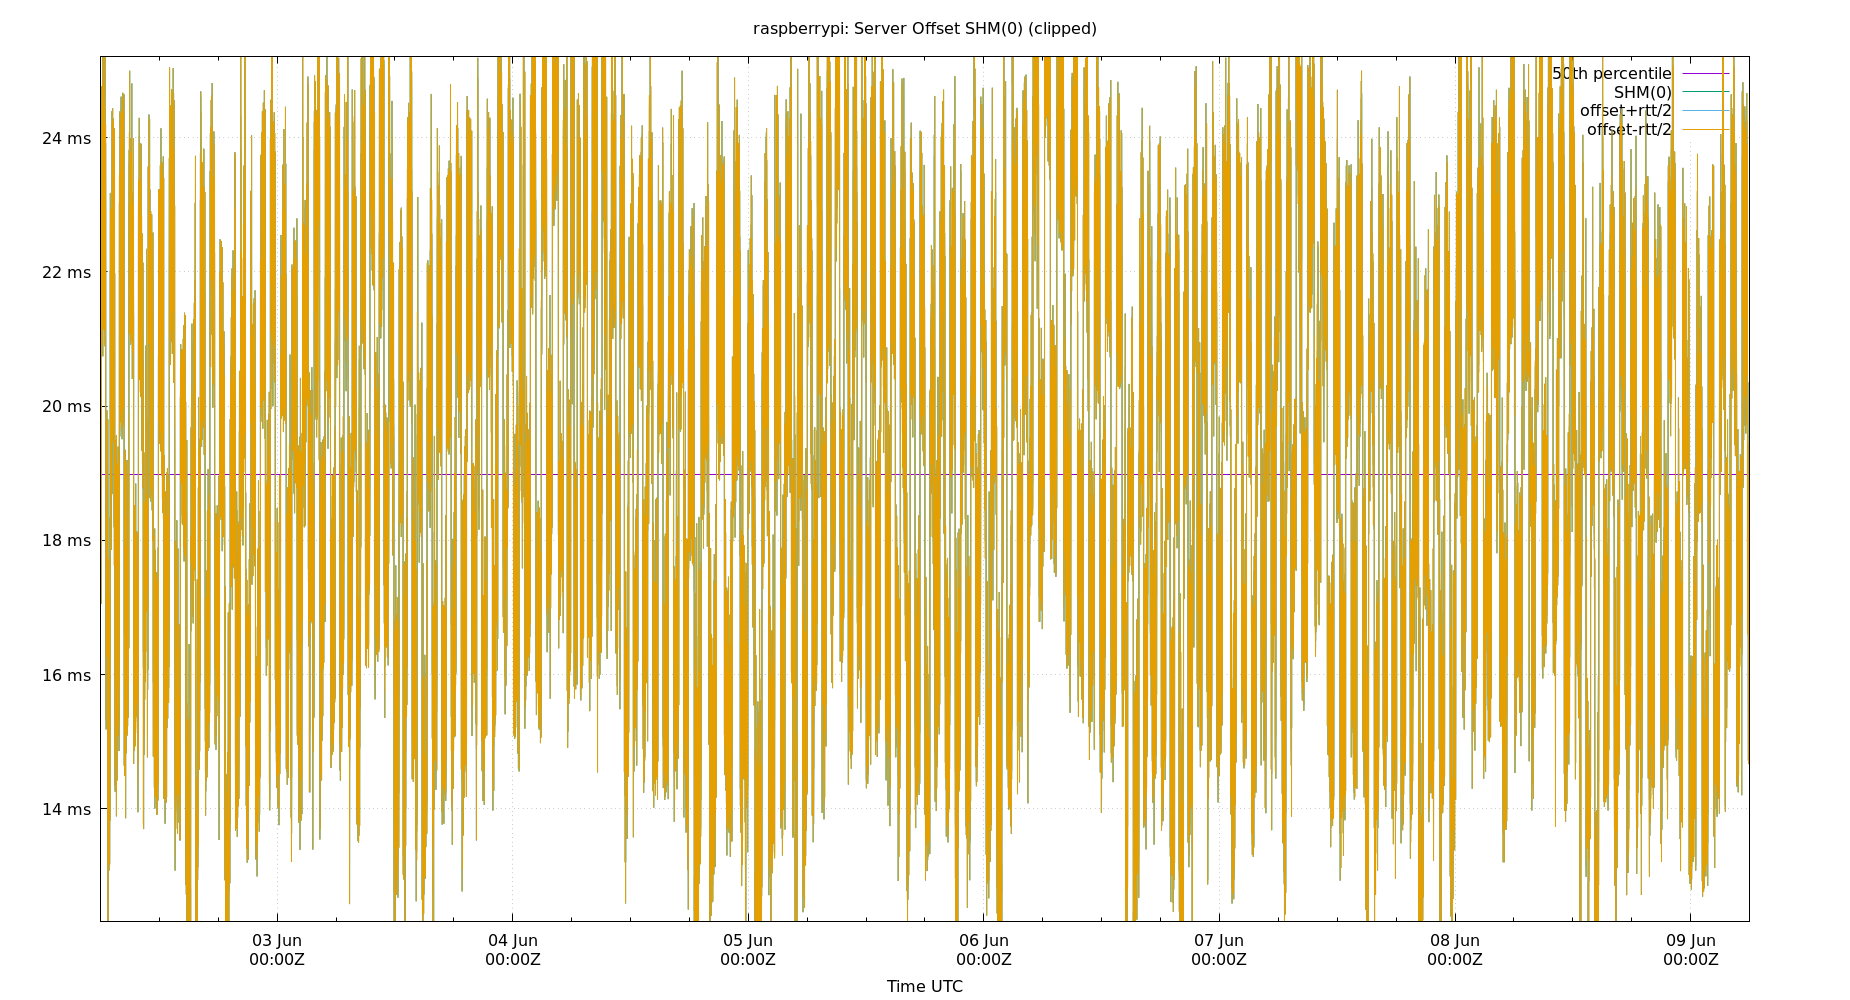 raspberrypi: Server Offset SHM(0) (clipped)
50th percentile
SHM(0)
offset+rtt/2
offset-rtt/2
24 ms
22 ms
20 ms
18 ms
16 ms
14 ms
03 Jun 04 Jun 05 Jun 06 Jun 07 Jun 08 Jun 09 Jun
00:00Z 00:00Z 00:00Z 00:00Z 00:00Z 00:00Z 00:00Z
Time UTC